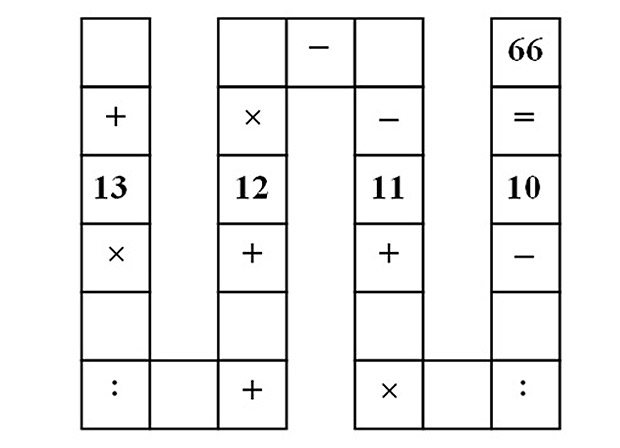 − 66
+ × − =
13 12 11 10
× + + −
: + × :